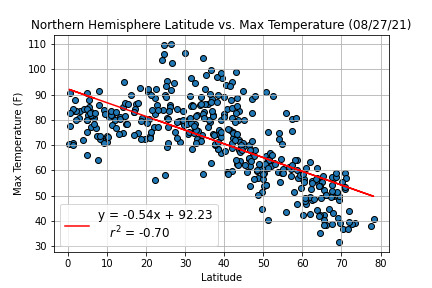 Northern Hemisphere Latitude vs. Max Temperature (08/27/21)
110
100
90
80
70
60
50
40
30
Max Temperature (F)
y = -0.54x + 92.23
r² = -0.70
0 10 20 30 40 50 60 70 80
Latitude